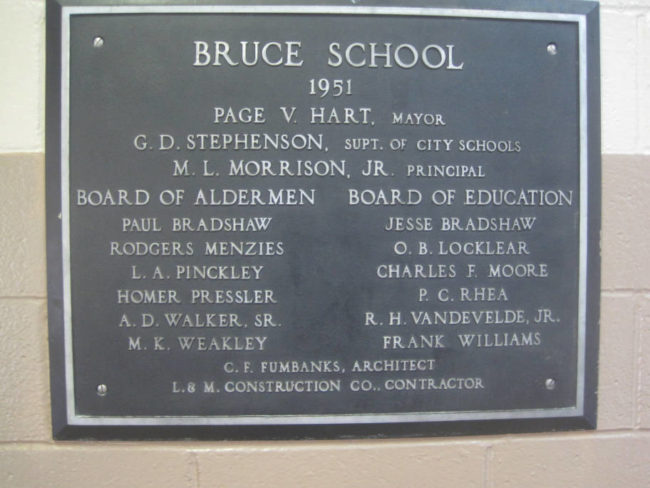 BRUCE SCHOOL
1951
PAGE V. HART, MAYOR
G. D. STEPHENSON, SUPT. OF CITY SCHOOLS
M. L. MORRISON, JR. PRINCIPAL
BOARD OF ALDERMEN BOARD OF EDUCATION
PAUL BRADSHAW JESSE BRADSHAW
RODGERS MENZIES O. B. LOCKLEAR
L. A. PINCKLEY CHARLES F. MOORE
HOMER PRESSLER P. C. RHEA
A. D. WALKER, SR. R. H. VANDEVELDE, JR.
M. K. WEAKLEY FRANK WILLIAMS
C. F. FUMBANKS, ARCHITECT
L. & M. CONSTRUCTION CO., CONTRACTOR